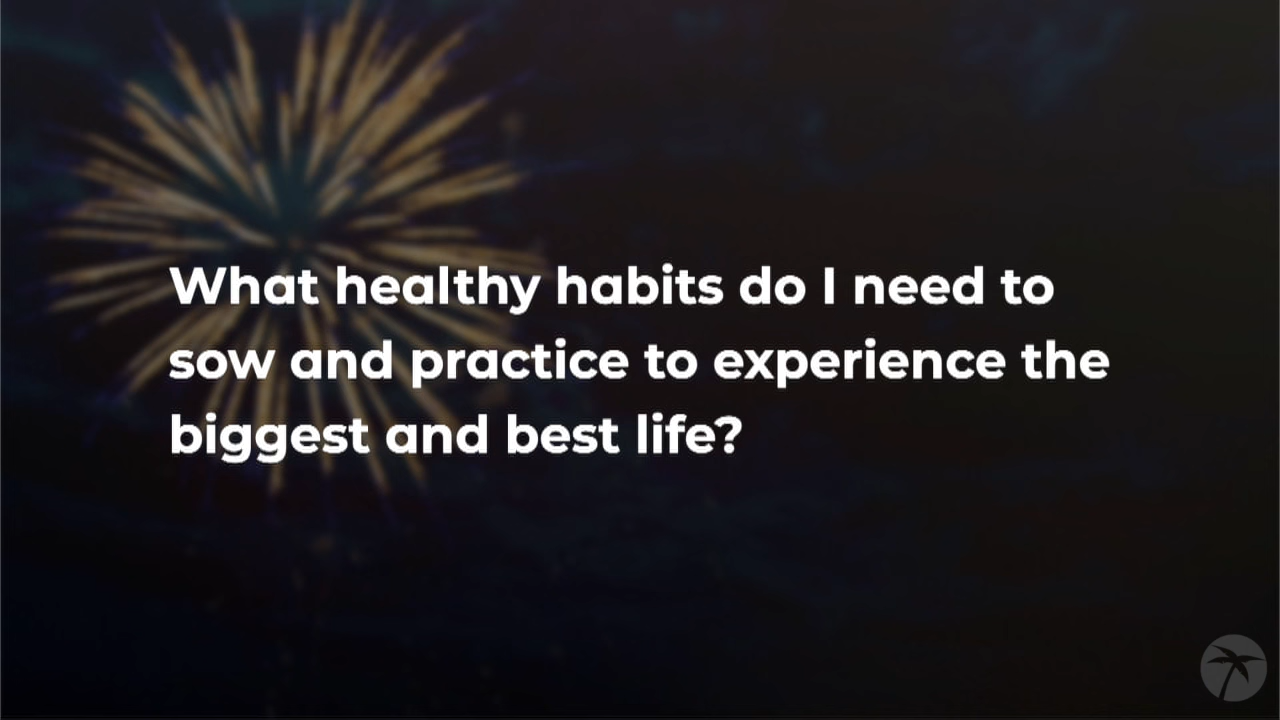 What healthy habits do I need to
sow and practice to experience the
biggest and best life?